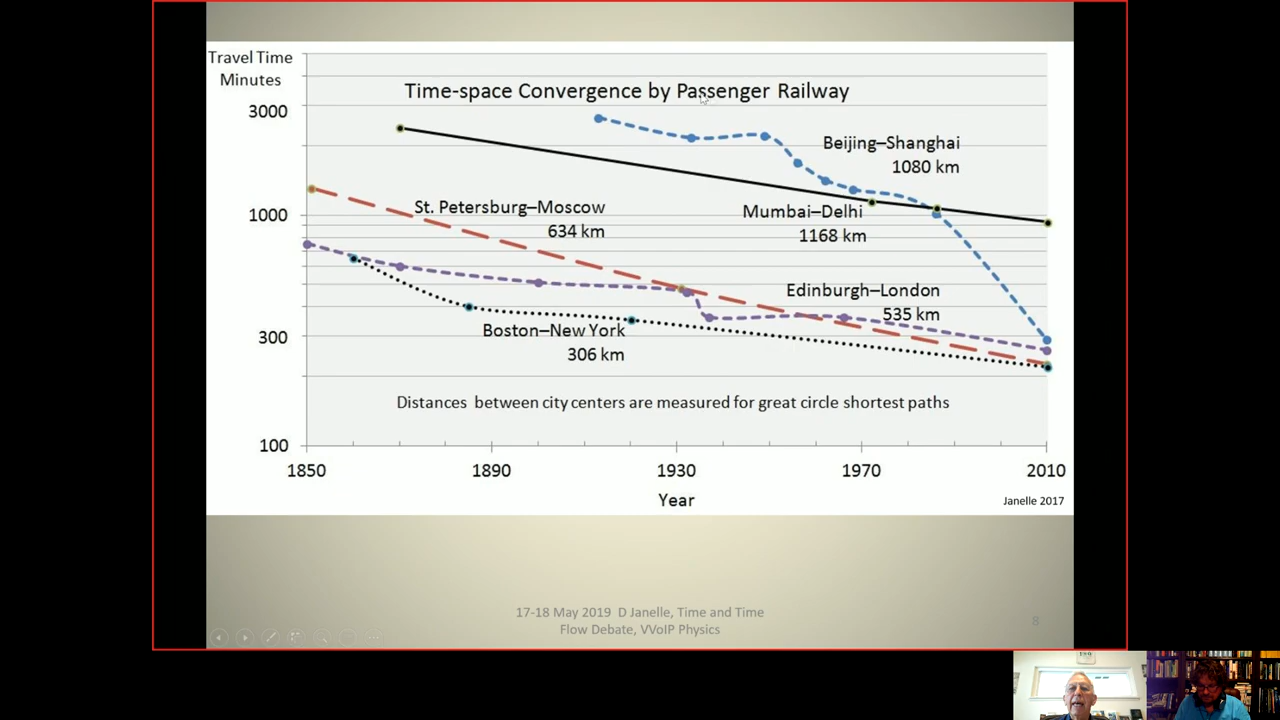 Travel Time
Minutes
Time-space Convergence by Passenger Railway
3000
Beijing–Shanghai
1080 km
St. Petersburg–Moscow
634 km
Mumbai–Delhi
1168 km
1000
Edinburgh–London
535 km
Boston–New York
306 km
300
Distances between city centers are measured for great circle shortest paths
100
1850 1890 1930 1970 2010
Year
Janelle 2017
17-18 May 2019 D Janelle, Time and Time
Flow Debate, VVoIP Physics
8